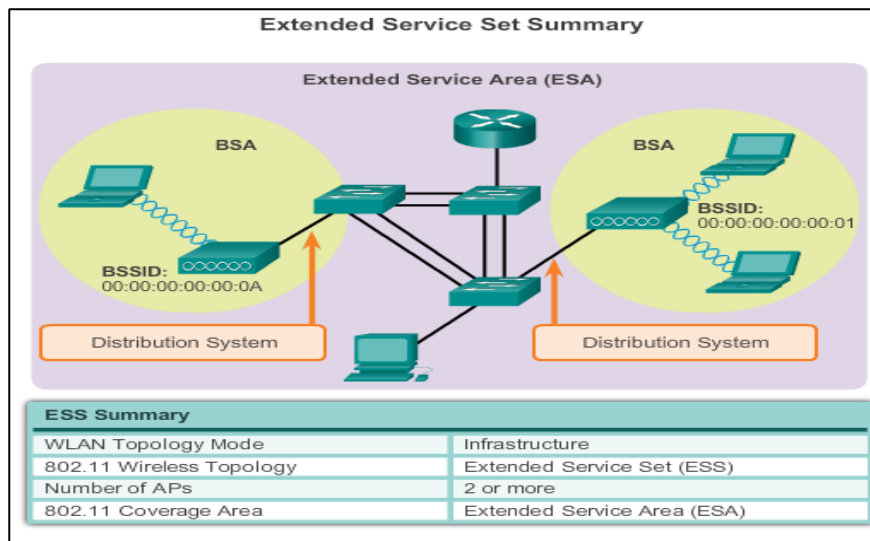 Extended Service Set Summary
Extended Service Area (ESA)
BSA
BSA
BSSID:
00:00:00:00:00:01
BSSID:
00:00:00:00:00:0A
Distribution System
Distribution System
ESS Summary
WLAN Topology Mode Infrastructure
802.11 Wireless Topology Extended Service Set (ESS)
Number of APs 2 or more
802.11 Coverage Area Extended Service Area (ESA)